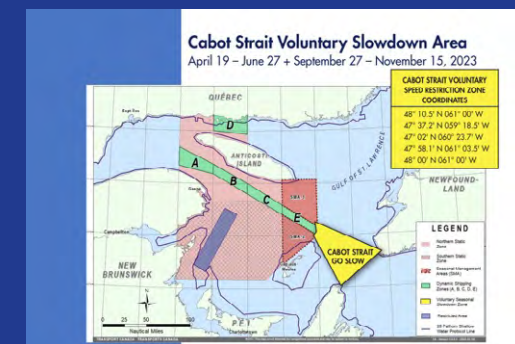 Cabot Strait Voluntary Slowdown Area
April 19 – June 27 + September 27 – November 15, 2023
CABOT STRAIT VOLUNTARY
SPEED RESTRICTION ZONE
COORDINATES
48° 10.5' N 061° 00' W
47° 37.2' N 059° 18.5' W
47° 02' N 060° 23.7' W
47° 58.1' N 061° 03.5' W
48° 00' N 061° 00' W
QUÉBEC
D
ANTICOSTI
ISLAND
A
B
C
E
GULF OF ST. LAWRENCE
NEWFOUND-
LAND
CABOT STRAIT
GO SLOW
NEW
BRUNSWICK
P.E.I.
N
0 25 50 100
Nautical Miles
LEGEND
Northern Static
Zone
Southern Static
Zone
Seasonal Management
Areas (SMA)
Dynamic Shipping
Zones (A, B, C, D, E)
Voluntary Seasonal
Slowdown Zone
Restricted Area